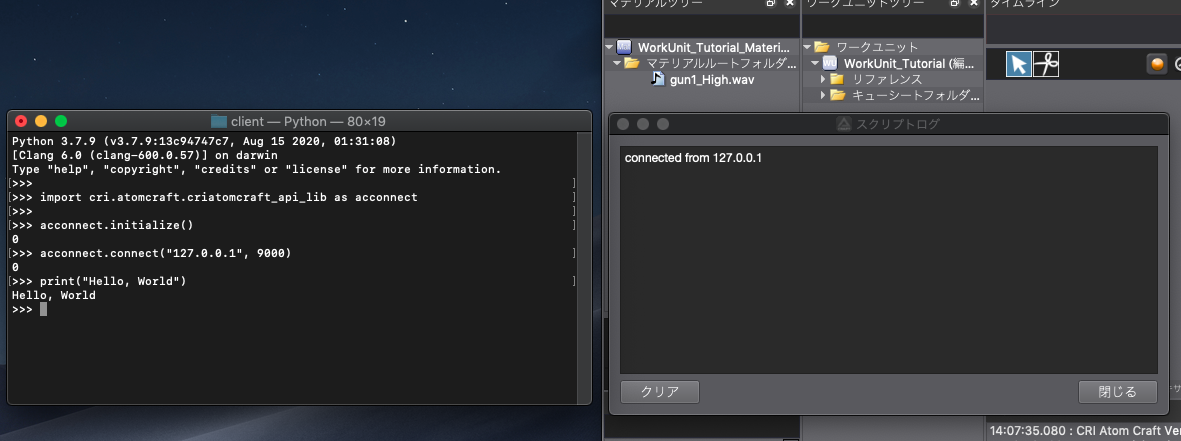 client — Python — 80×19
Python 3.7.9 (v3.7.9:13c94747c7, Aug 15 2020, 01:31:08)
[Clang 6.0 (clang-600.0.57)] on darwin
Type "help", "copyright", "credits" or "license" for more information.
[>>> ]
[>>> import cri.atomcraft.criatomcraft_api_lib as acconnect ]
[>>> ]
[>>> acconnect.initialize() ]
0
[>>> acconnect.connect("127.0.0.1", 9000) ]
0
[>>> print("Hello, World") ]
Hello, World
>>>
マテリアルツリー
WorkUnit_Tutorial_Materi...
マテリアルルートフォルダ...
gun1_High.wav
ワークユニットツリー
ワークユニット
WorkUnit_Tutorial (編...
リファレンス
キューシートフォルダ...
タイムライン
スクリプトログ
connected from 127.0.0.1
クリア
閉じる
14:07:35.080 : CRI Atom Craft Ve